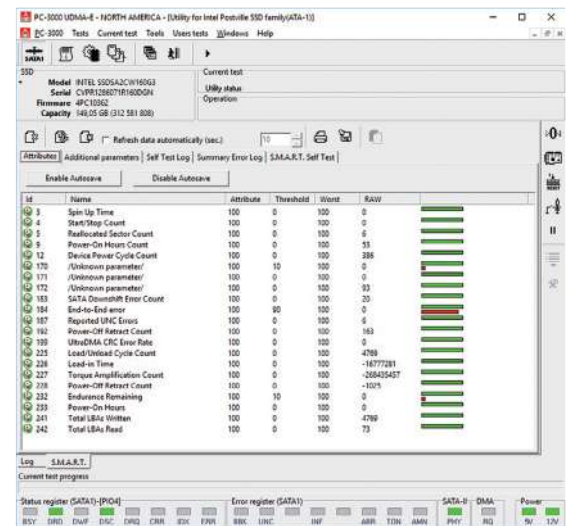 PC-3000 UDMA-E - NORTH AMERICA - [Utility for Intel Postville SSD family(ATA-1)]
PC-3000 Tests Current test Tools Users tests Windows Help
SATA1
SSD
Model INTEL SSDSA2CW160G3
Serial CVPR1286071R160DGN
Firmware 4PC10362
Capacity 149,05 GB (312 581 808)
Current test
Utility status
Operation
Refresh data automatically (sec.) 10
Attributes Additional parameters Self Test Log Summary Error Log S.M.A.R.T. Self Test
Enable Autosave Disable Autosave
Id Name Attribute Threshold Worst RAW
3 Spin Up Time 100 0 100 0
4 Start/Stop Count 100 0 100 0
5 Reallocated Sector Count 100 0 100 6
9 Power-On Hours Count 100 0 100 53
12 Device Power Cycle Count 100 0 100 386
170 /Unknown parameter/ 100 10 100 0
171 /Unknown parameter/ 100 0 100 0
172 /Unknown parameter/ 100 0 100 93
183 SATA Downshift Error Count 100 0 100 20
184 End-to-End error 100 90 100 0
187 Reported UNC Errors 100 0 100 6
192 Power-Off Retract Count 100 0 100 163
199 UltraDMA CRC Error Rate 100 0 100 0
225 Load/Unload Cycle Count 100 0 100 4769
226 Load-in Time 100 0 100 -16777281
227 Torque Amplification Count 100 0 100 -268435457
228 Power-Off Retract Count 100 0 100 -1025
232 Endurance Remaining 100 10 100 0
233 Power-On Hours 100 0 100 0
241 Total LBAs Written 100 0 100 4769
242 Total LBAs Read 100 0 100 73
Log S.M.A.R.T.
Current test progress
Status register (SATA1)-[PIO4] Error register (SATA1) SATA-II DMA Power
BSY DRD DWF DSC DRQ CRR IDX ERR BBK UNC INF ABR TON AMN PHY 5V 12V